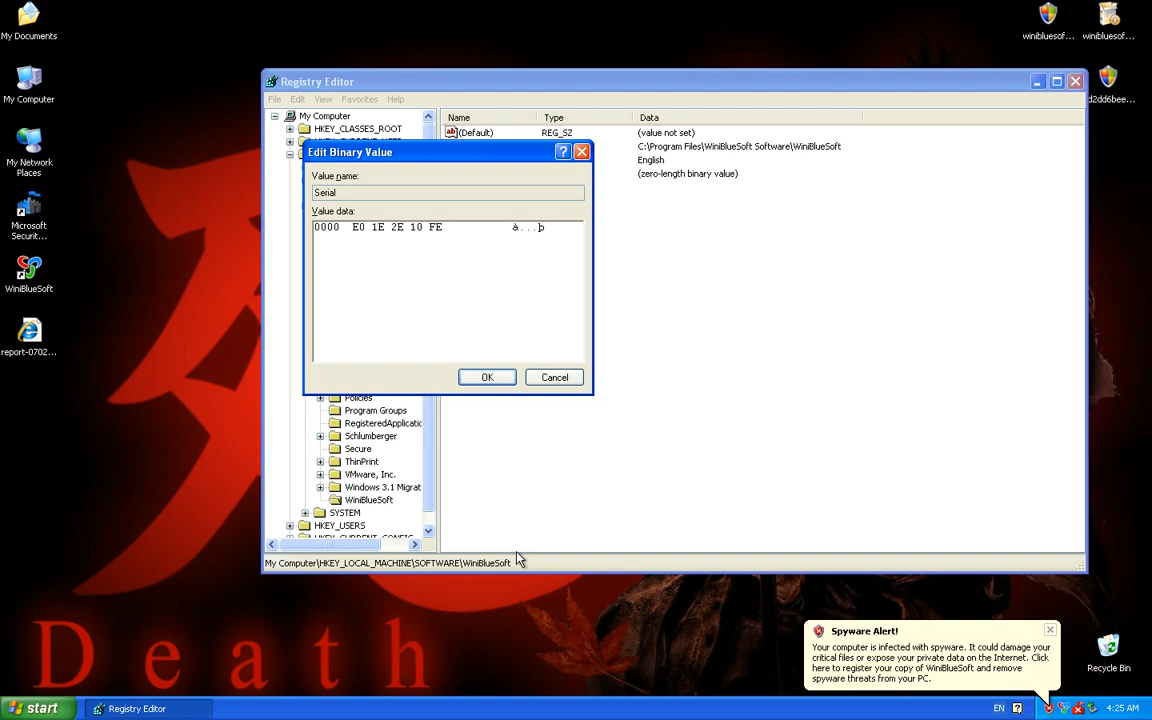 My Documents
My Computer
My Network
Places
Microsoft
Securit...
WiniBlueSoft
report-0702...
winibluesof...
winibluesof...
d2dd6bee...
Recycle Bin
Registry Editor
File Edit View Favorites Help
My Computer
HKEY_CLASSES_ROOT
Name Type Data
(Default) REG_SZ (value not set)
C:\Program Files\WiniBlueSoft Software\WiniBlueSoft
English
(zero-length binary value)
Edit Binary Value
Value name:
Serial
Value data:
0000 E0 1E 2E 10 FE à...þ
OK Cancel
Policies
Program Groups
RegisteredApplicatic
Schlumberger
Secure
ThinPrint
VMware, Inc.
Windows 3.1 Migrat
WiniBlueSoft
SYSTEM
HKEY_USERS
HKEY_CURRENT_CONFIG
My Computer\HKEY_LOCAL_MACHINE\SOFTWARE\WiniBlueSoft
Death
Spyware Alert!
Your computer is infected with spyware. It could damage your
critical files or expose your private data on the Internet. Click
here to register your copy of WiniBlueSoft and remove
spyware threats from your PC.
start
Registry Editor
EN
4:25 AM